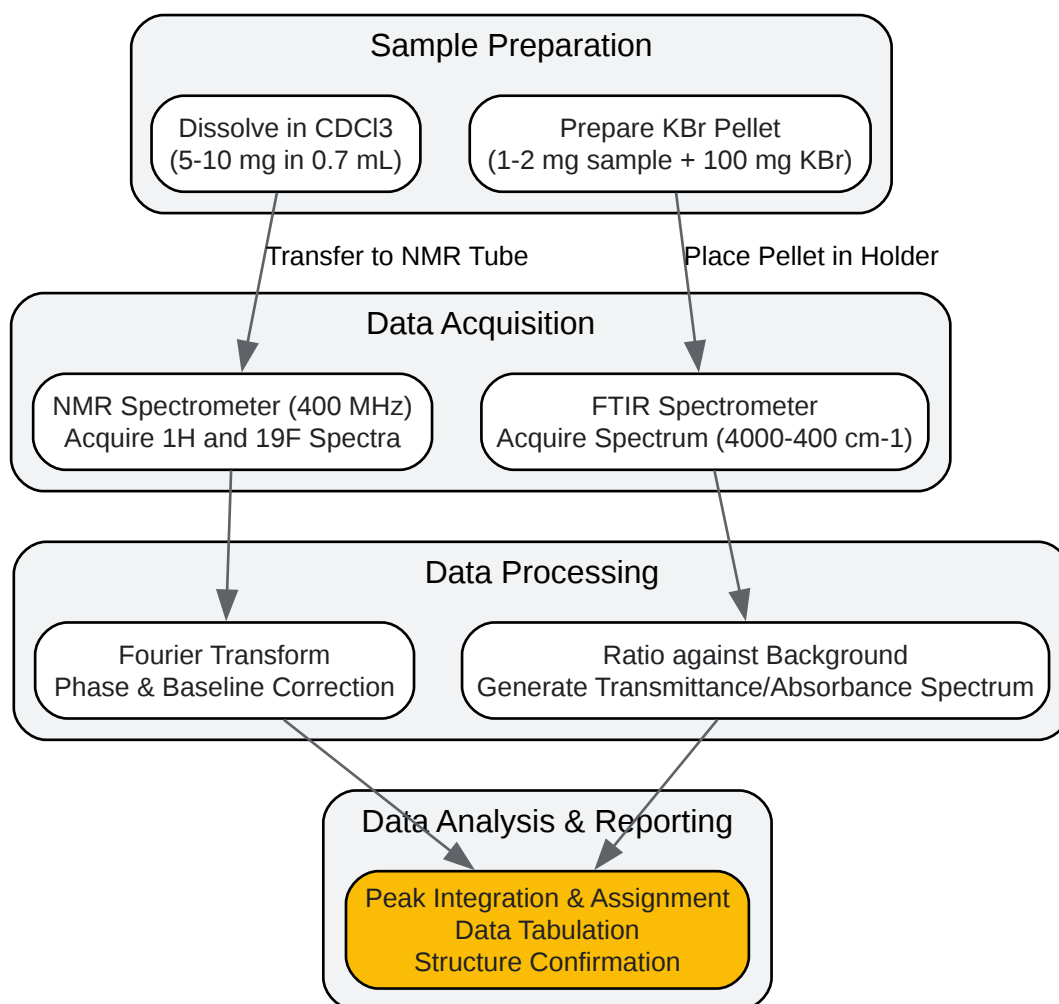 Sample Preparation
Dissolve in CDCl3
(5-10 mg in 0.7 mL)
Prepare KBr Pellet
(1-2 mg sample + 100 mg KBr)
Transfer to NMR Tube
Place Pellet in Holder
Data Acquisition
NMR Spectrometer (400 MHz)
Acquire 1H and 19F Spectra
FTIR Spectrometer
Acquire Spectrum (4000-400 cm-1)
Data Processing
Fourier Transform
Phase & Baseline Correction
Ratio against Background
Generate Transmittance/Absorbance Spectrum
Data Analysis & Reporting
Peak Integration & Assignment
Data Tabulation
Structure Confirmation